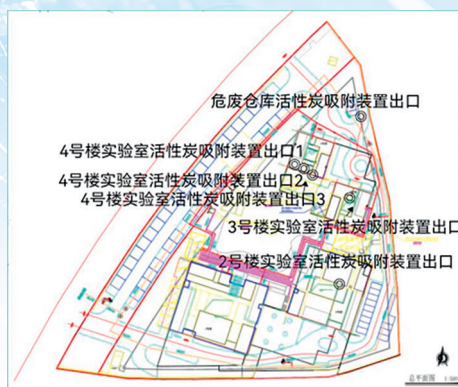 危废仓库活性炭吸附装置出口
4号楼实验室活性炭吸附装置出口1
4号楼实验室活性炭吸附装置出口2
4号楼实验室活性炭吸附装置出口3
3号楼实验室活性炭吸附装置出口
2号楼实验室活性炭吸附装置出口
总平面图